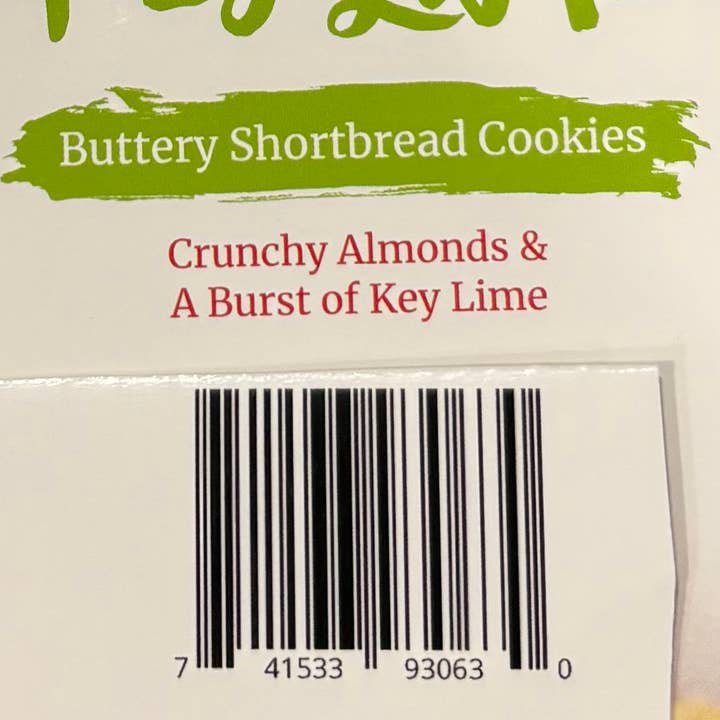 Buttery Shortbread Cookies
Crunchy Almonds &
A Burst of Key Lime
7 41533 93063 0